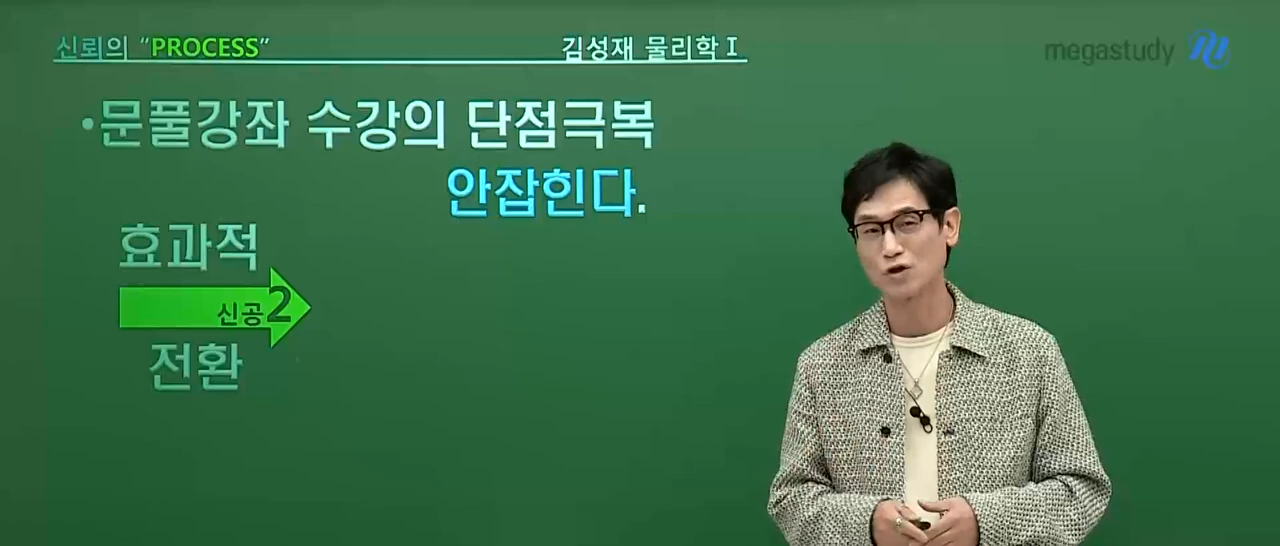 신뢰의 “PROCESS” 김성재 물리학 I
megastudy M
•문풀강좌 수강의 단점극복
안잡힌다.
효과적
신공2
전환